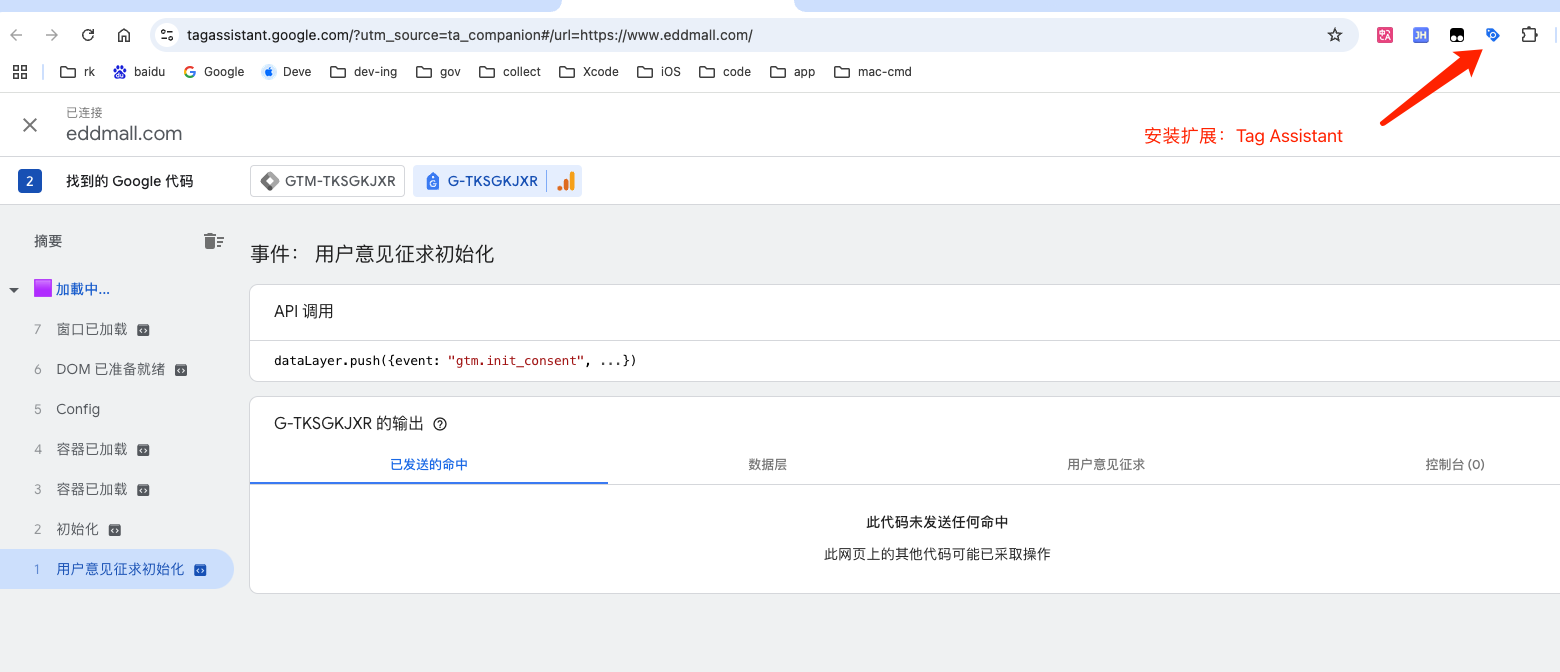 tagassistant.google.com/?utm_source=ta_companion#/url=https://www.eddmall.com/
rk baidu Google Deve dev-ing gov collect Xcode iOS code app mac-cmd
已连接
eddmall.com
安装扩展：Tag Assistant
2 找到的 Google 代码 GTM-TKSGKJXR G-TKSGKJXR
摘要
事件： 用户意见征求初始化
加載中...
API 调用
7 窗口已加载
dataLayer.push({event: "gtm.init_consent", ...})
6 DOM 已准备就绪
5 Config
G-TKSGKJXR 的输出
4 容器已加载
已发送的命中 数据层 用户意见征求 控制台 (0)
3 容器已加载
此代码未发送任何命中
2 初始化
此网页上的其他代码可能已采取操作
1 用户意见征求初始化